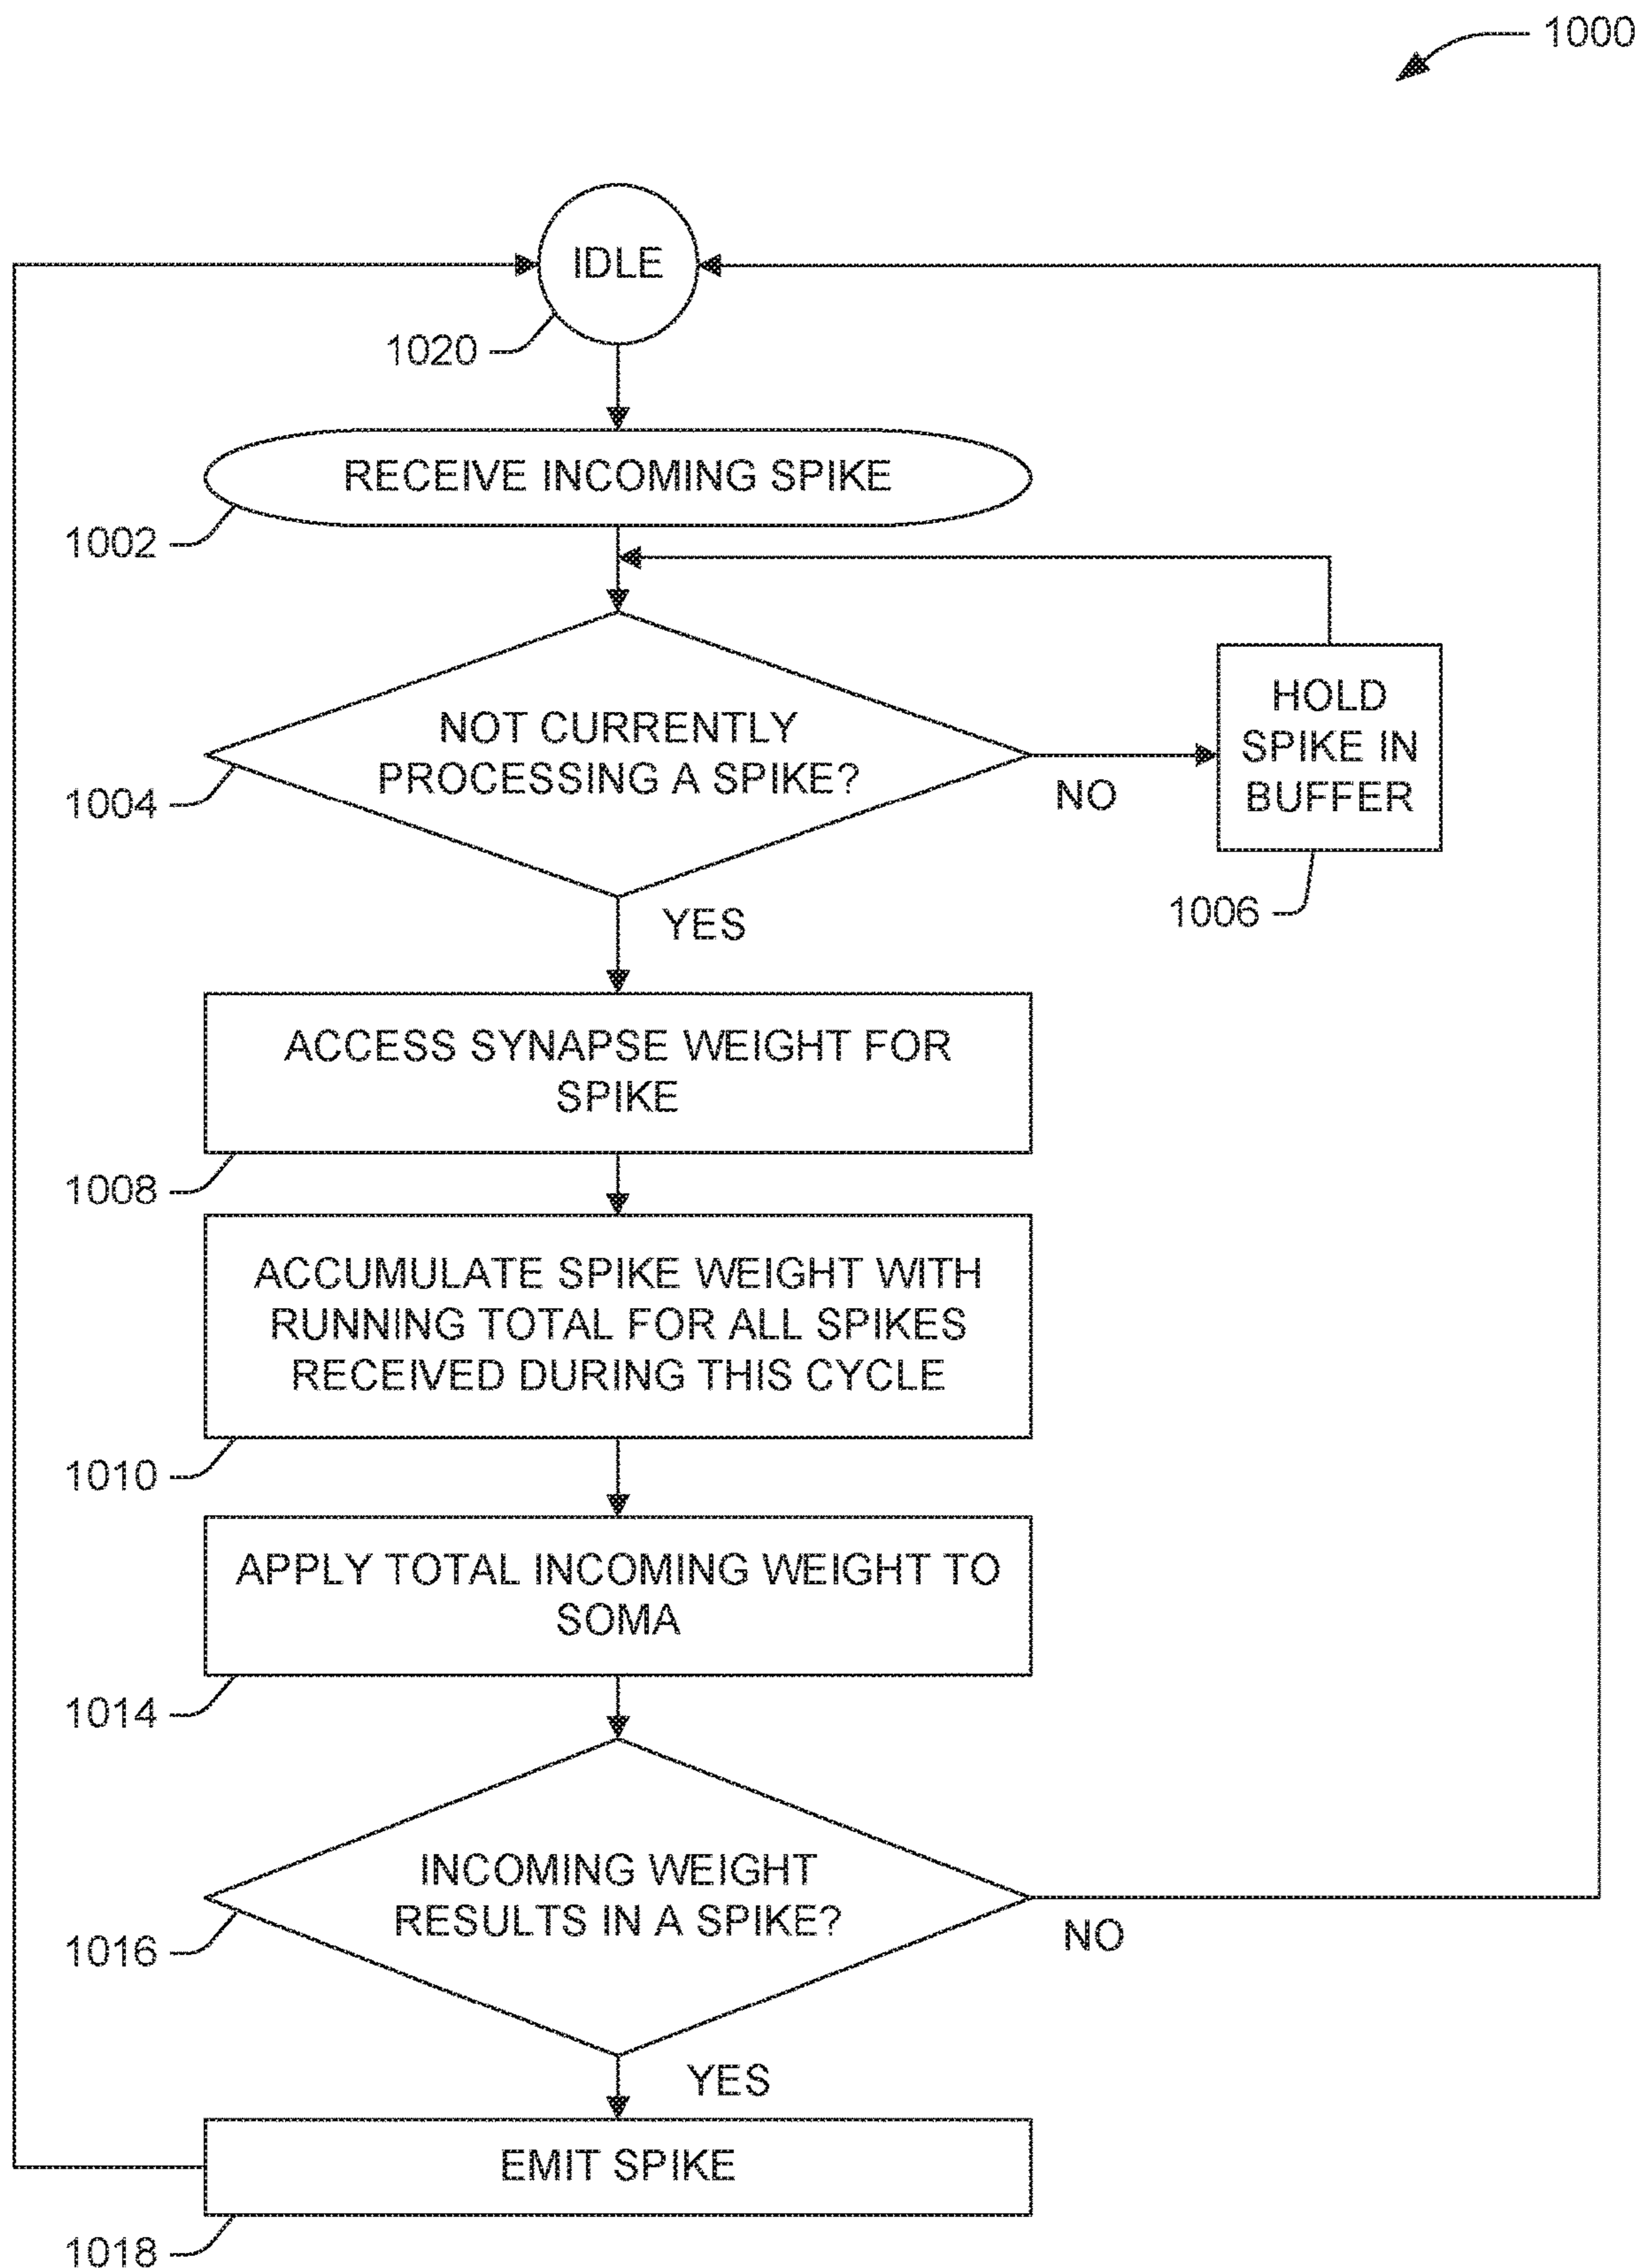 1000
IDLE
1020
RECEIVE INCOMING SPIKE
1002
NOT CURRENTLY
PROCESSING A SPIKE?
1004
NO
HOLD
SPIKE IN
BUFFER
1006
YES
ACCESS SYNAPSE WEIGHT FOR
SPIKE
1008
ACCUMULATE SPIKE WEIGHT WITH
RUNNING TOTAL FOR ALL SPIKES
RECEIVED DURING THIS CYCLE
1010
APPLY TOTAL INCOMING WEIGHT TO
SOMA
1014
INCOMING WEIGHT
RESULTS IN A SPIKE?
1016
NO
YES
EMIT SPIKE
1018